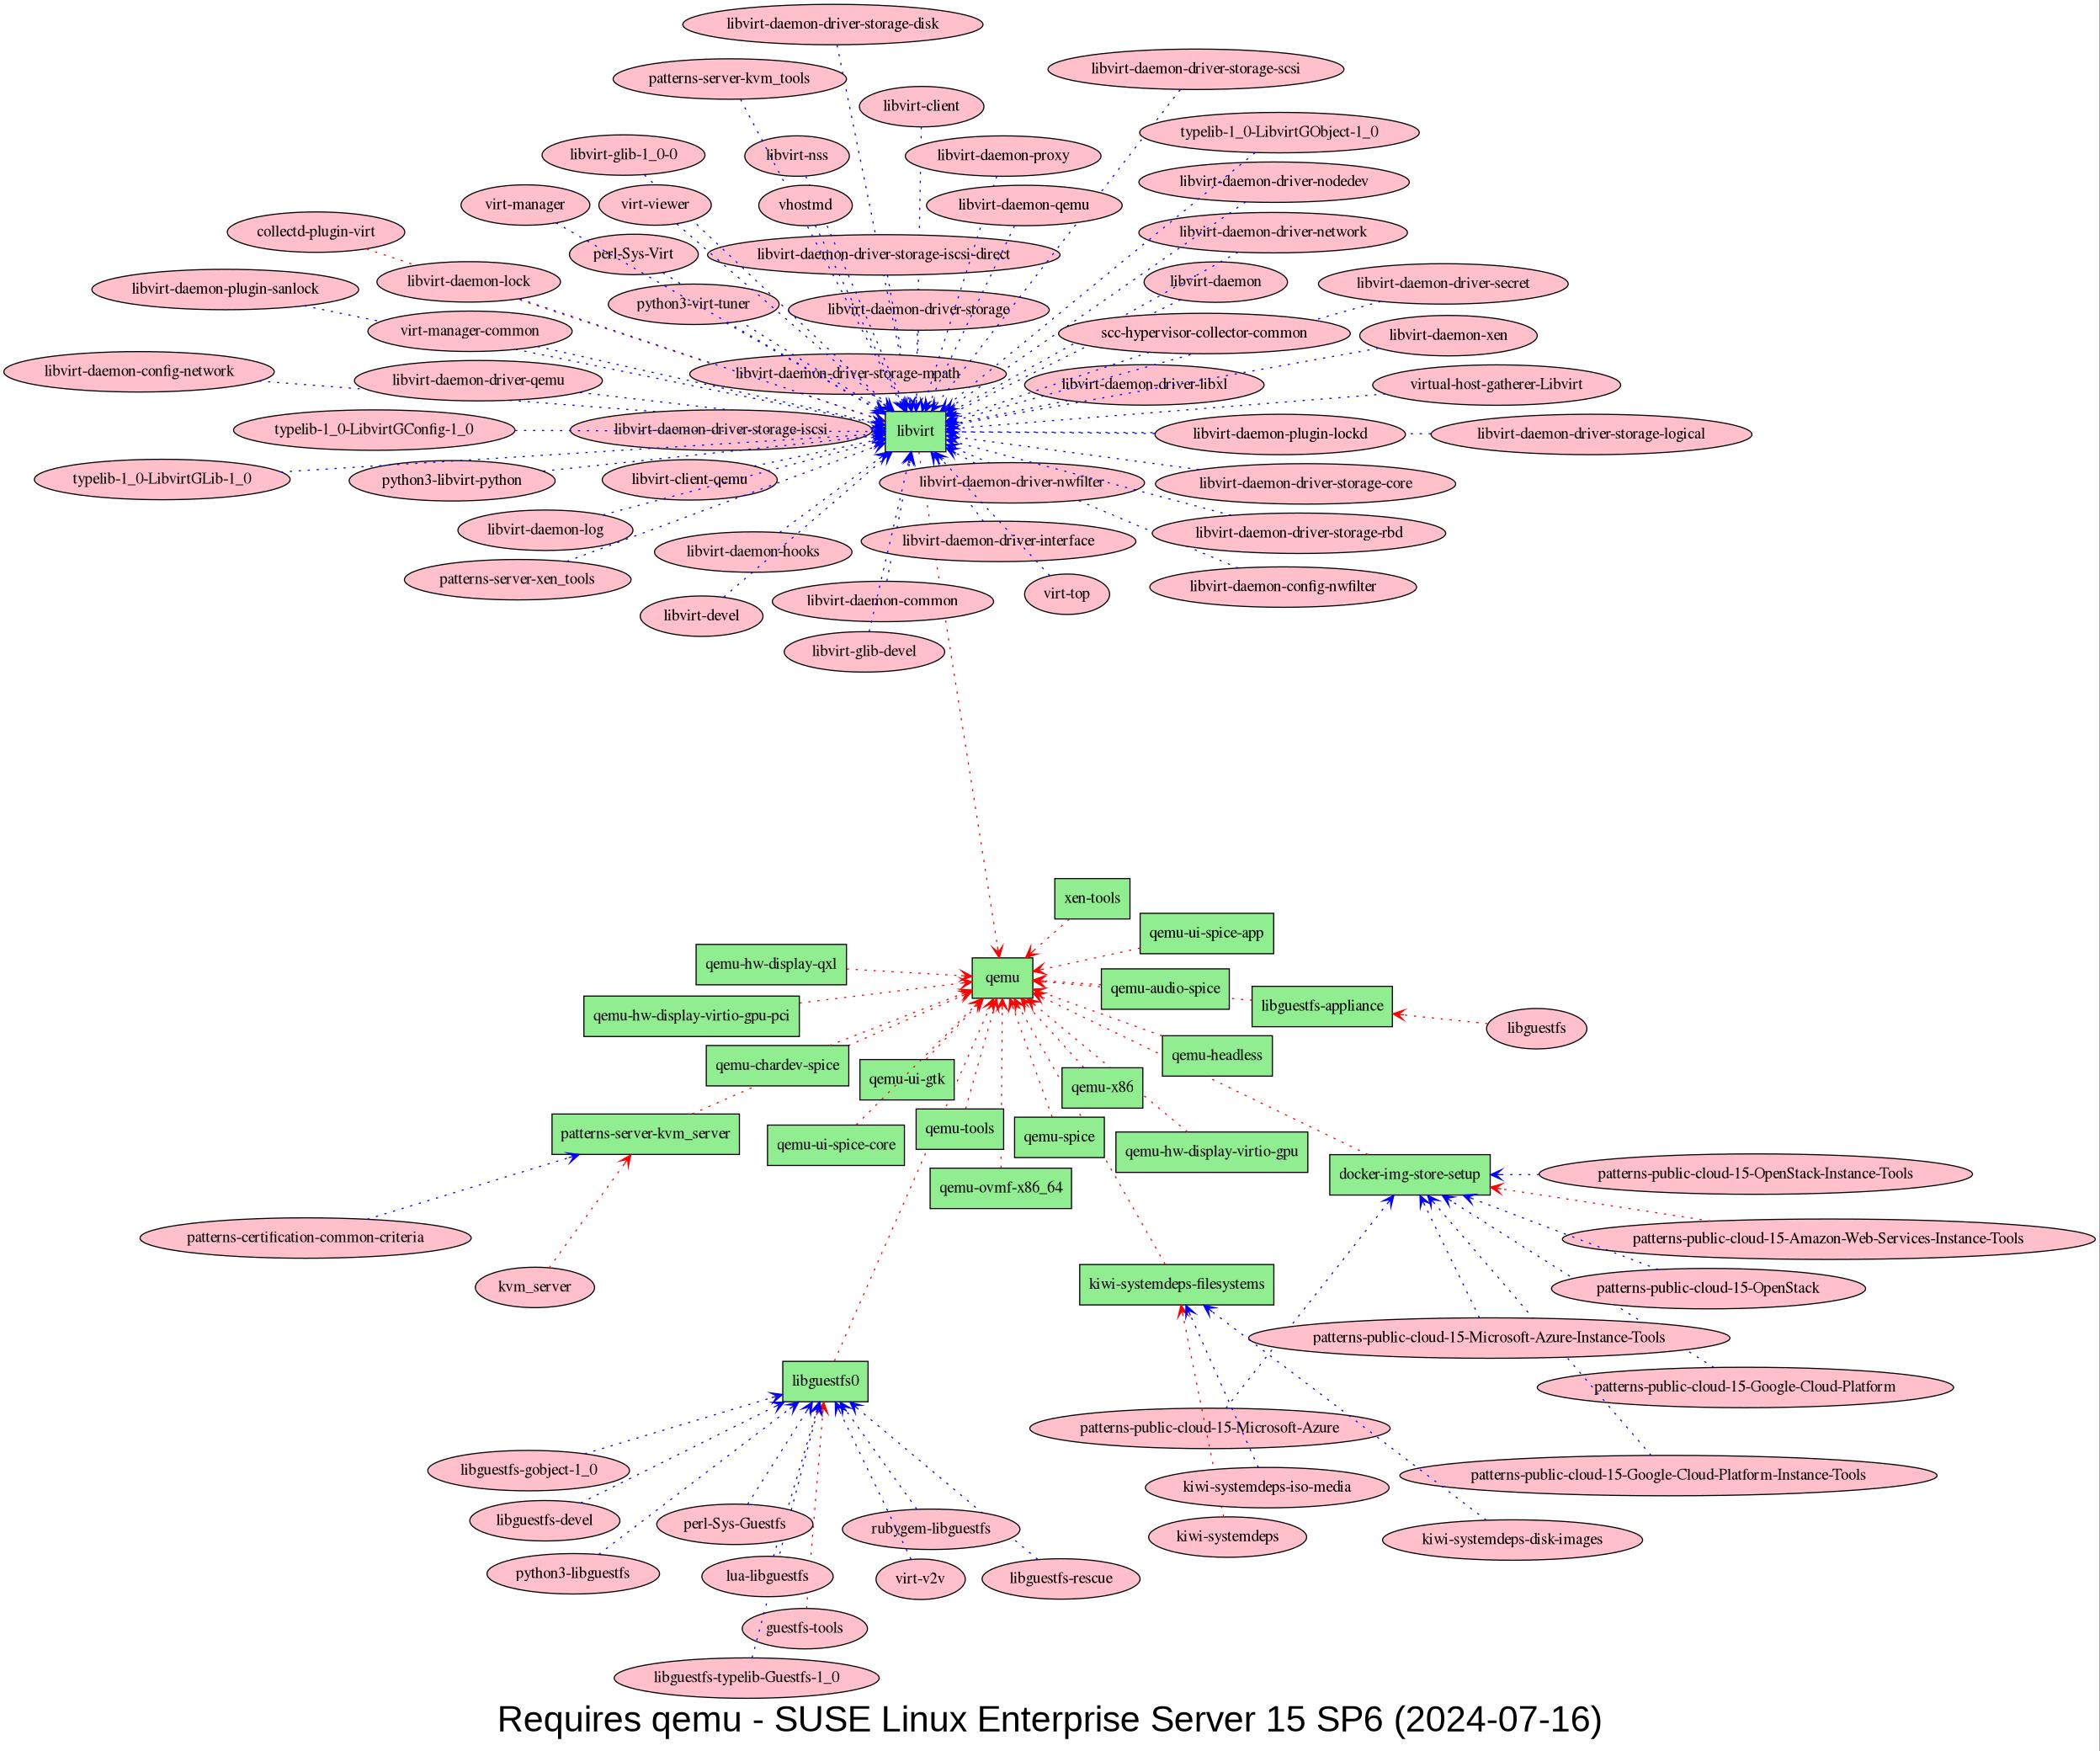 libvirt-daemon-driver-storage-disk
libvirt-daemon-driver-storage-scsi
patterns-server-kvm_tools
libvirt-client
typelib-1_0-LibvirtGObject-1_0
libvirt-glib-1_0-0
libvirt-nss
libvirt-daemon-proxy
libvirt-daemon-driver-nodedev
virt-manager
virt-viewer
vhostmd
libvirt-daemon-qemu
collectd-plugin-virt
libvirt-daemon-driver-network
perl-Sys-Virt
libvirt-daemon-driver-storage-iscsi-direct
libvirt-daemon-lock
libvirt-daemon
libvirt-daemon-driver-secret
libvirt-daemon-plugin-sanlock
python3-virt-tuner
libvirt-daemon-driver-storage
virt-manager-common
scc-hypervisor-collector-common
libvirt-daemon-xen
libvirt-daemon-config-network
libvirt-daemon-driver-qemu
libvirt-daemon-driver-storage-mpath
libvirt-daemon-driver-libxl
virtual-host-gatherer-Libvirt
typelib-1_0-LibvirtGConfig-1_0
libvirt-daemon-driver-storage-iscsi
libvirt
libvirt-daemon-plugin-lockd
libvirt-daemon-driver-storage-logical
typelib-1_0-LibvirtGLib-1_0
python3-libvirt-python
libvirt-client-qemu
libvirt-daemon-driver-nwfilter
libvirt-daemon-driver-storage-core
libvirt-daemon-log
libvirt-daemon-driver-interface
libvirt-daemon-driver-storage-rbd
libvirt-daemon-hooks
patterns-server-xen_tools
libvirt-daemon-common
virt-top
libvirt-daemon-config-nwfilter
libvirt-devel
libvirt-glib-devel
xen-tools
qemu-ui-spice-app
qemu-hw-display-qxl
qemu
qemu-audio-spice
libguestfs-appliance
qemu-hw-display-virtio-gpu-pci
libguestfs
qemu-chardev-spice
qemu-ui-gtk
qemu-headless
qemu-x86
patterns-server-kvm_server
qemu-ui-spice-core
qemu-tools
qemu-spice
qemu-hw-display-virtio-gpu
qemu-ovmf-x86_64
docker-img-store-setup
patterns-public-cloud-15-OpenStack-Instance-Tools
patterns-certification-common-criteria
patterns-public-cloud-15-Amazon-Web-Services-Instance-Tools
kvm_server
kiwi-systemdeps-filesystems
patterns-public-cloud-15-OpenStack
patterns-public-cloud-15-Microsoft-Azure-Instance-Tools
libguestfs0
patterns-public-cloud-15-Google-Cloud-Platform
patterns-public-cloud-15-Microsoft-Azure
libguestfs-gobject-1_0
patterns-public-cloud-15-Google-Cloud-Platform-Instance-Tools
kiwi-systemdeps-iso-media
libguestfs-devel
perl-Sys-Guestfs
rubygem-libguestfs
kiwi-systemdeps
kiwi-systemdeps-disk-images
python3-libguestfs
lua-libguestfs
virt-v2v
libguestfs-rescue
guestfs-tools
libguestfs-typelib-Guestfs-1_0
Requires qemu - SUSE Linux Enterprise Server 15 SP6 (2024-07-16)